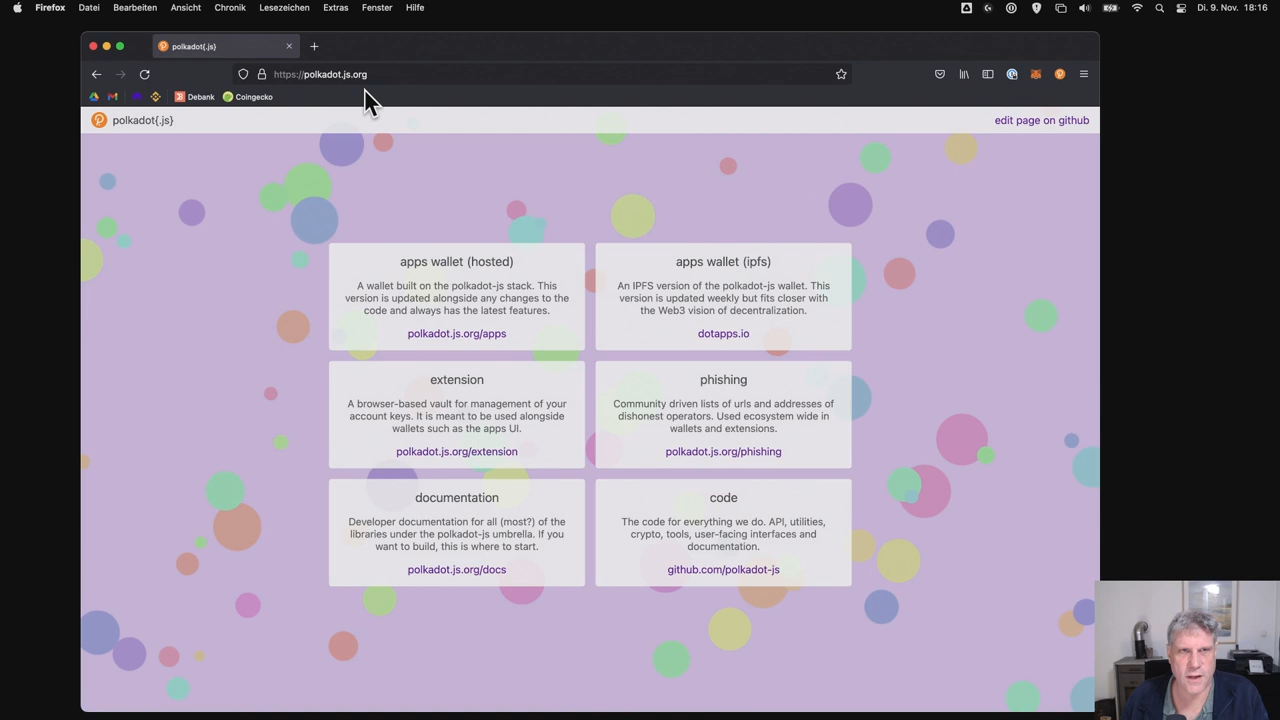 Firefox Datei Bearbeiten Ansicht Chronik Lesezeichen Extras Fenster Hilfe Di. 9. Nov. 18:16
polkadot{.js}
https://polkadot.js.org
Debank Coingecko
polkadot{.js} edit page on github
apps wallet (hosted)
A wallet built on the polkadot-js stack. This
version is updated alongside any changes to the
code and always has the latest features.
polkadot.js.org/apps
apps wallet (ipfs)
An IPFS version of the polkadot-js wallet. This
version is updated weekly but fits closer with
the Web3 vision of decentralization.
dotapps.io
extension
A browser-based vault for management of your
account keys. It is meant to be used alongside
wallets such as the apps UI.
polkadot.js.org/extension
phishing
Community driven lists of urls and addresses of
dishonest operators. Used ecosystem wide in
wallets and extensions.
polkadot.js.org/phishing
documentation
Developer documentation for all (most?) of the
libraries under the polkadot-js umbrella. If you
want to build, this is where to start.
polkadot.js.org/docs
code
The code for everything we do. API, utilities,
crypto, tools, user-facing interfaces and
documentation.
github.com/polkadot-js